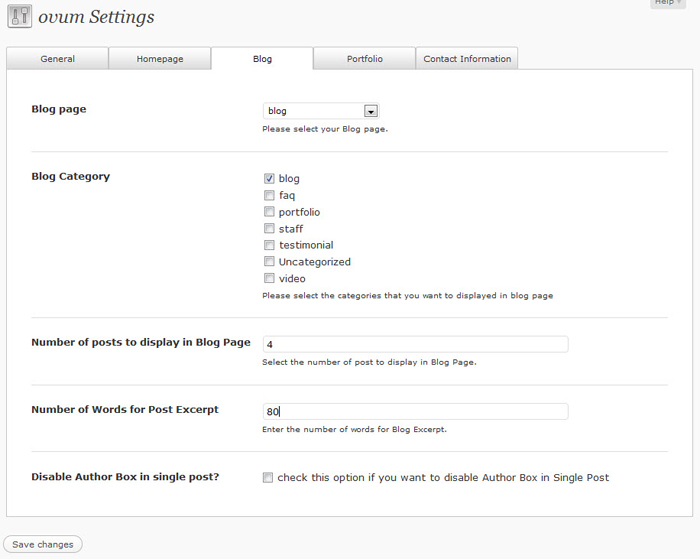 Help
ovum Settings
General Homepage Blog Portfolio Contact Information
Blog page
blog
Please select your Blog page.
Blog Category
blog
faq
portfolio
staff
testimonial
Uncategorized
video
Please select the categories that you want to displayed in blog page
Number of posts to display in Blog Page
4
Select the number of post to display in Blog Page.
Number of Words for Post Excerpt
80
Enter the number of words for Blog Excerpt.
Disable Author Box in single post?
check this option if you want to disable Author Box in Single Post
Save changes